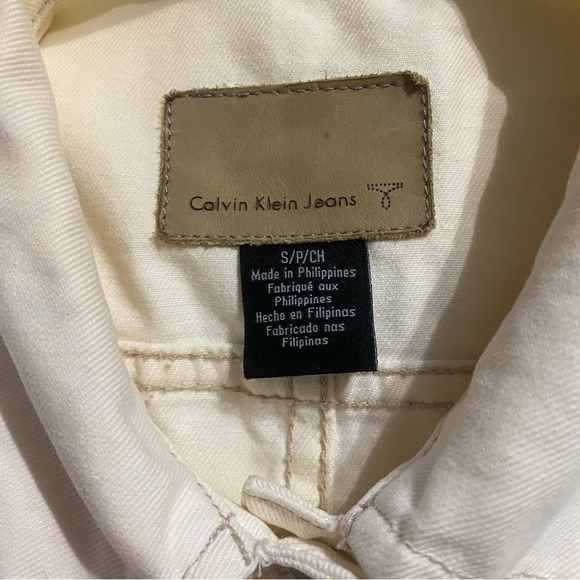 Calvin Klein Jeans
S/P/CH
Made in Philippines
Fabriqué aux
Philippines
Hecho en Filipinas
Fabricado nas
Filipinas